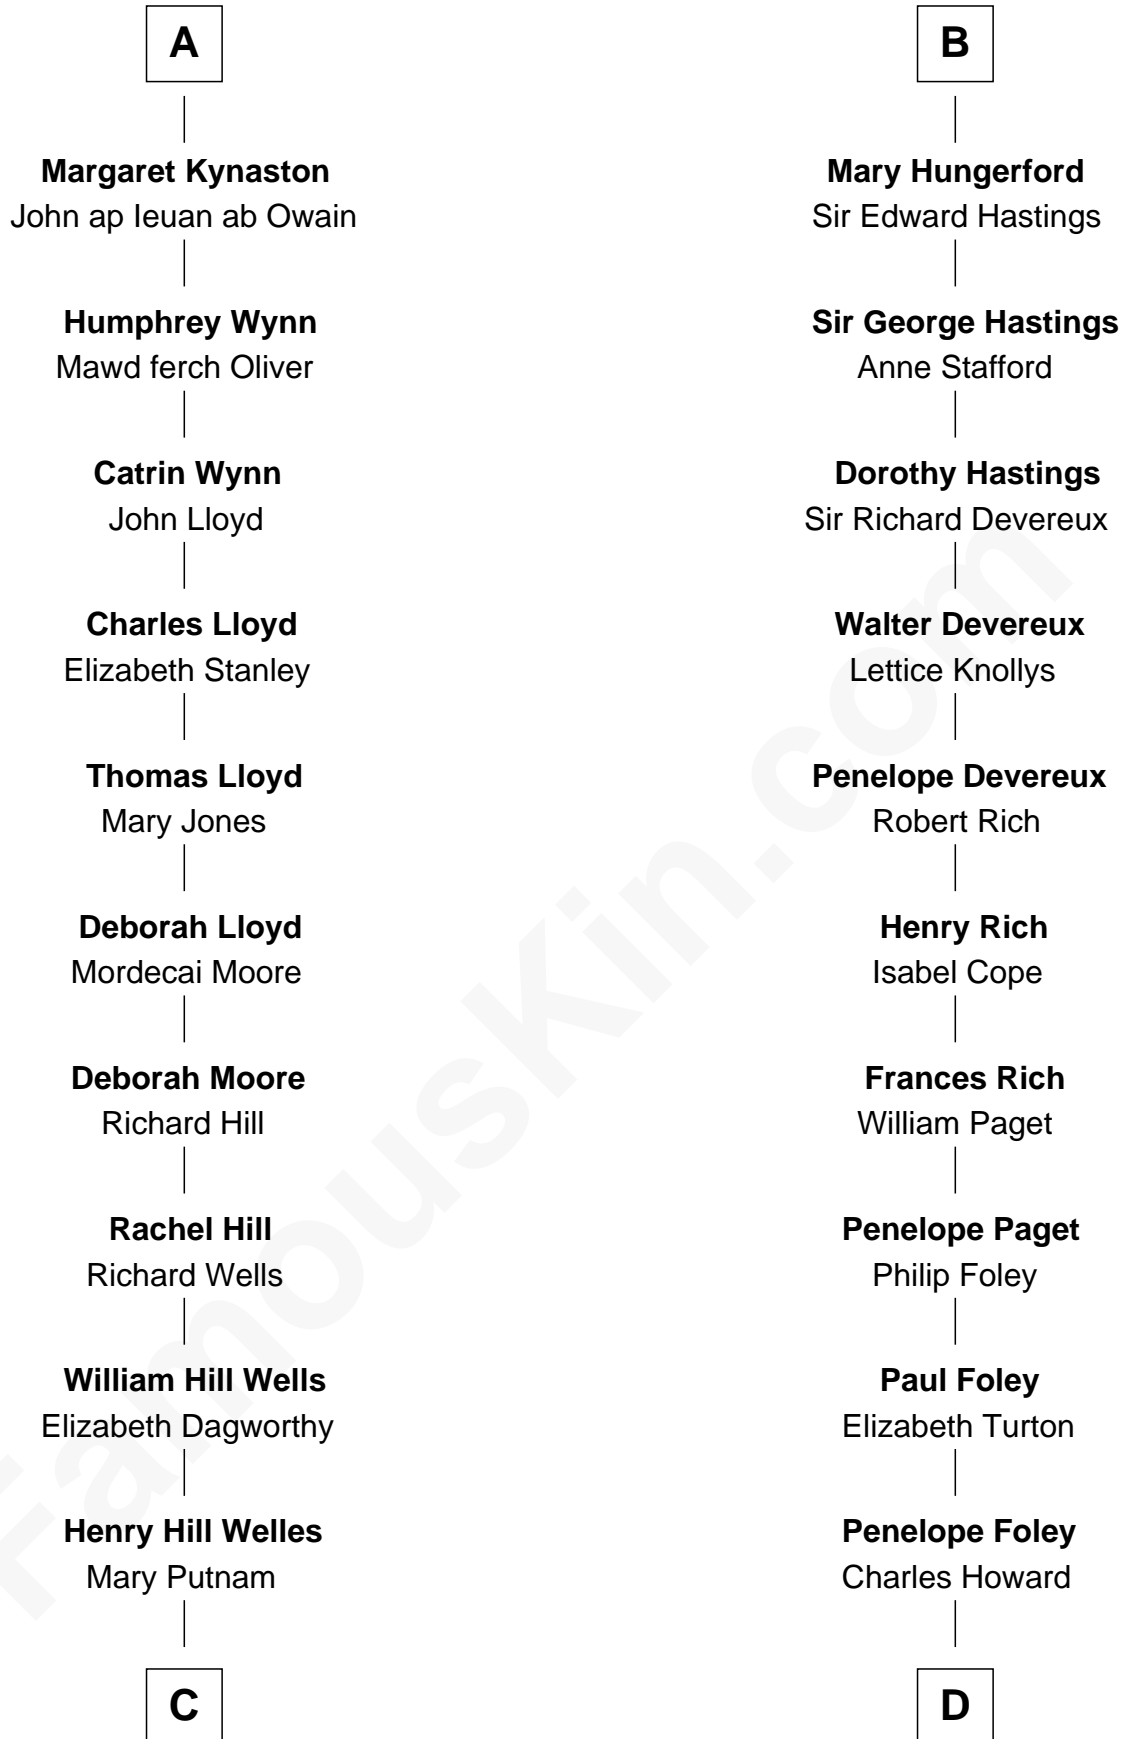 A
Margaret Kynaston
John ap Ieuan ab Owain
Humphrey Wynn
Mawd ferch Oliver
Catrin Wynn
John Lloyd
Charles Lloyd
Elizabeth Stanley
Thomas Lloyd
Mary Jones
Deborah Lloyd
Mordecai Moore
Deborah Moore
Richard Hill
Rachel Hill
Richard Wells
William Hill Wells
Elizabeth Dagworthy
Henry Hill Welles
Mary Putnam
C
B
Mary Hungerford
Sir Edward Hastings
Sir George Hastings
Anne Stafford
Dorothy Hastings
Sir Richard Devereux
Walter Devereux
Lettice Knollys
Penelope Devereux
Robert Rich
Henry Rich
Isabel Cope
Frances Rich
William Paget
Penelope Paget
Philip Foley
Paul Foley
Elizabeth Turton
Penelope Foley
Charles Howard
D
FamousKin.com